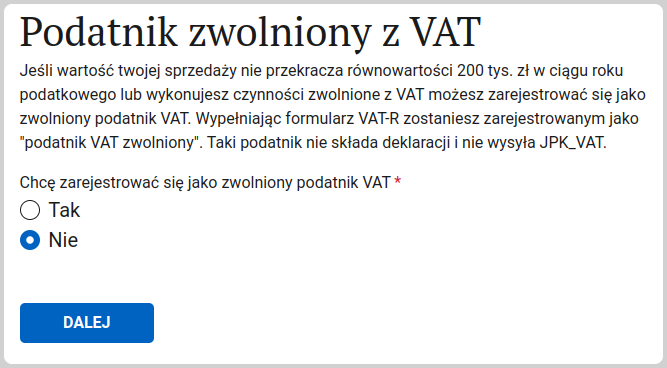 Podatnik zwolniony z VAT
Jeśli wartość twojej sprzedaży nie przekracza równowartości 200 tys. zł w ciągu roku
podatkowego lub wykonujesz czynności zwolnione z VAT możesz zarejestrować się jako
zwolniony podatnik VAT. Wypełniając formularz VAT-R zostaniesz zarejestrowanym jako
"podatnik VAT zwolniony". Taki podatnik nie składa deklaracji i nie wysyła JPK_VAT.
Chcę zarejestrować się jako zwolniony podatnik VAT *
Tak
Nie
DALEJ